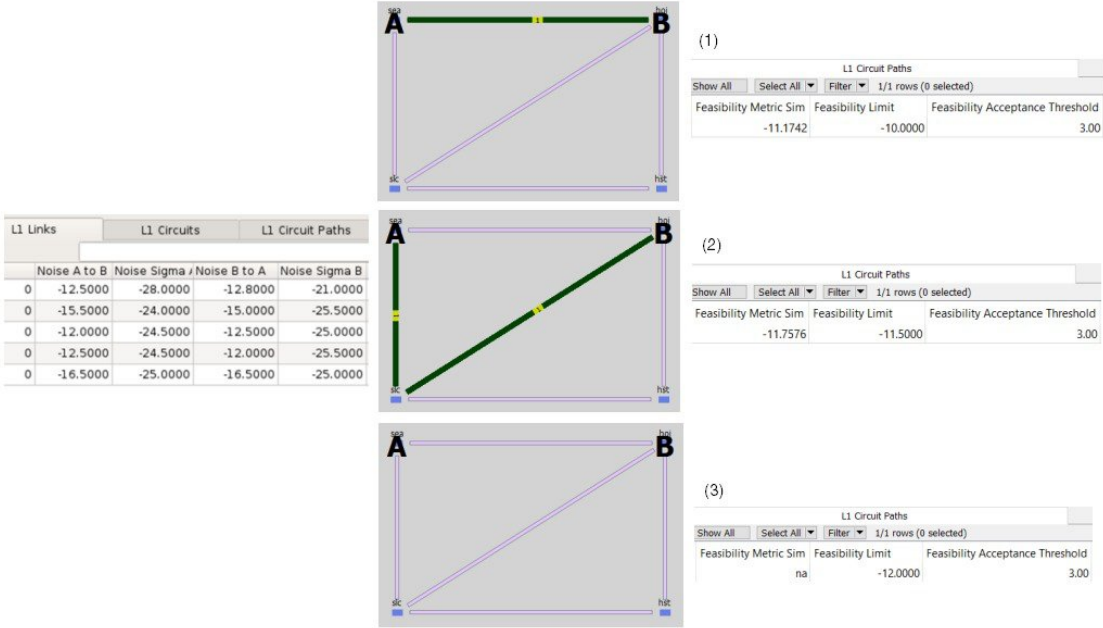 L1 Links L1 Circuits L1 Circuit Paths
Noise A to B Noise Sigma Noise B to A Noise Sigma B
0 -12.5000 -28.0000 -12.8000 -21.0000
0 -15.5000 -24.0000 -15.0000 -25.5000
0 -12.0000 -24.5000 -12.5000 -25.0000
0 -12.5000 -24.5000 -12.0000 -25.5000
0 -16.5000 -25.0000 -16.5000 -25.0000
sea
A
1
B
slc
hst
(1)
L1 Circuit Paths
Show All Select All Filter 1/1 rows (0 selected)
Feasibility Metric Sim Feasibility Limit Feasibility Acceptance Threshold
-11.1742 -10.0000 3.00
sea
A
B
1
1
slc
hst
(2)
L1 Circuit Paths
Show All Select All Filter 1/1 rows (0 selected)
Feasibility Metric Sim Feasibility Limit Feasibility Acceptance Threshold
-11.7576 -11.5000 3.00
sea
A
B
slc
hst
(3)
L1 Circuit Paths
Show All Select All Filter 1/1 rows (0 selected)
Feasibility Metric Sim Feasibility Limit Feasibility Acceptance Threshold
na -12.0000 3.00